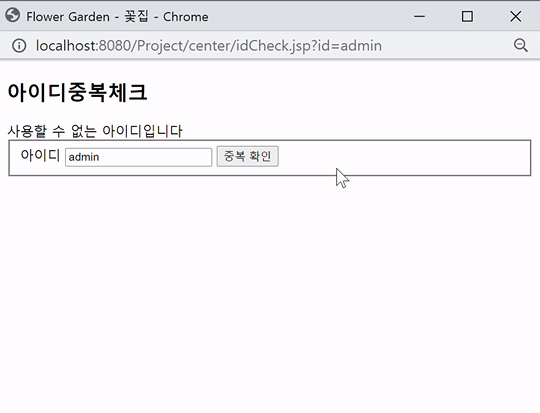 Flower Garden - 꽃집 - Chrome
localhost:8080/Project/center/idCheck.jsp?id=admin
아이디중복체크
사용할 수 없는 아이디입니다
아이디 admin 중복 확인